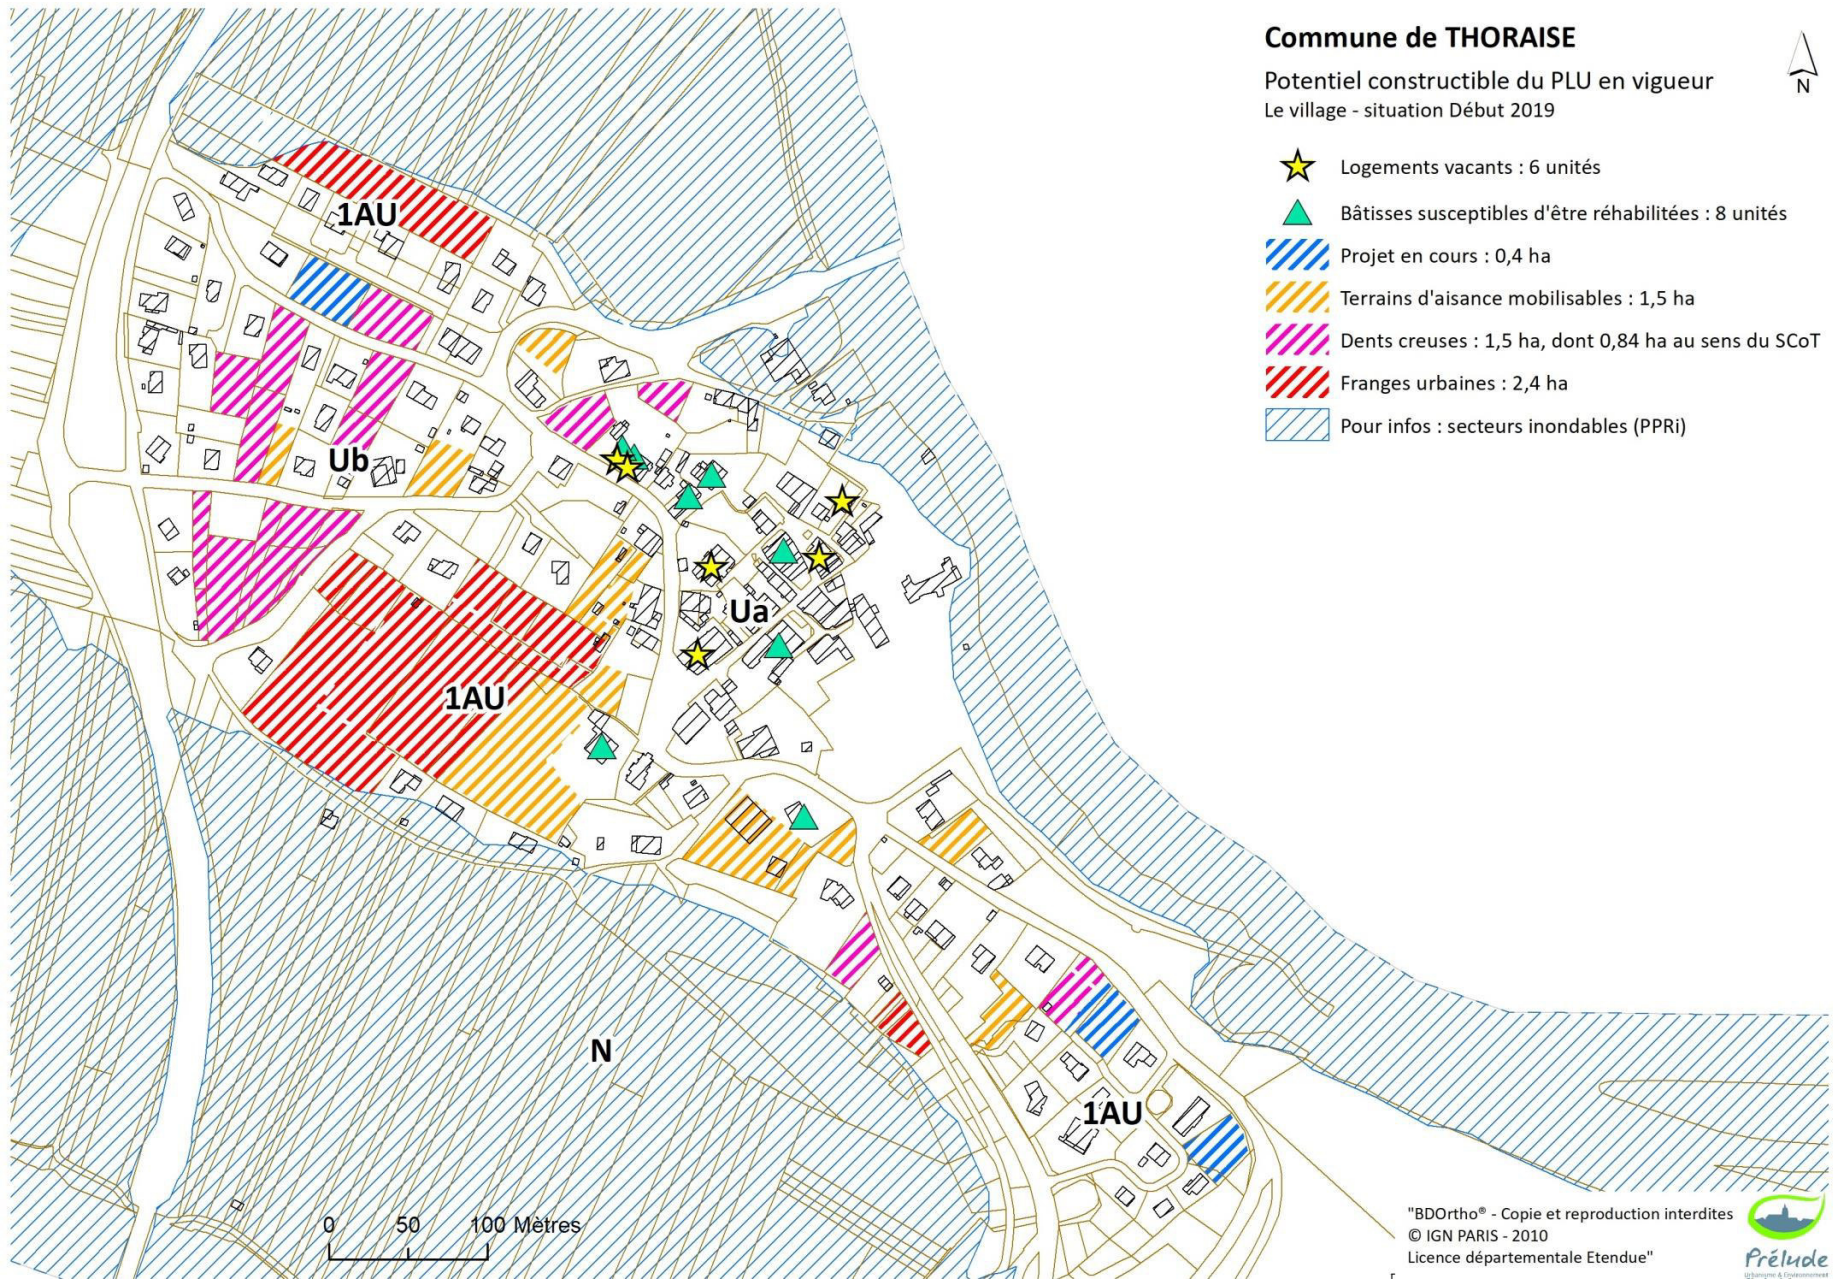 Commune de THORAISE
N
Potentiel constructible du PLU en vigueur
Le village - situation Début 2019
Logements vacants : 6 unités
Bâtisses susceptibles d'être réhabilitées : 8 unités
Projet en cours : 0,4 ha
Terrains d'aisance mobilisables : 1,5 ha
Dents creuses : 1,5 ha, dont 0,84 ha au sens du SCoT
Franges urbaines : 2,4 ha
Pour infos : secteurs inondables (PPRi)
1AU
Ub
Ua
1AU
N
1AU
0 50 100 Mètres
"BDOrtho® - Copie et reproduction interdites
© IGN PARIS - 2010
Licence départementale Etendue"
Prélude
Urbanisme & Environnement